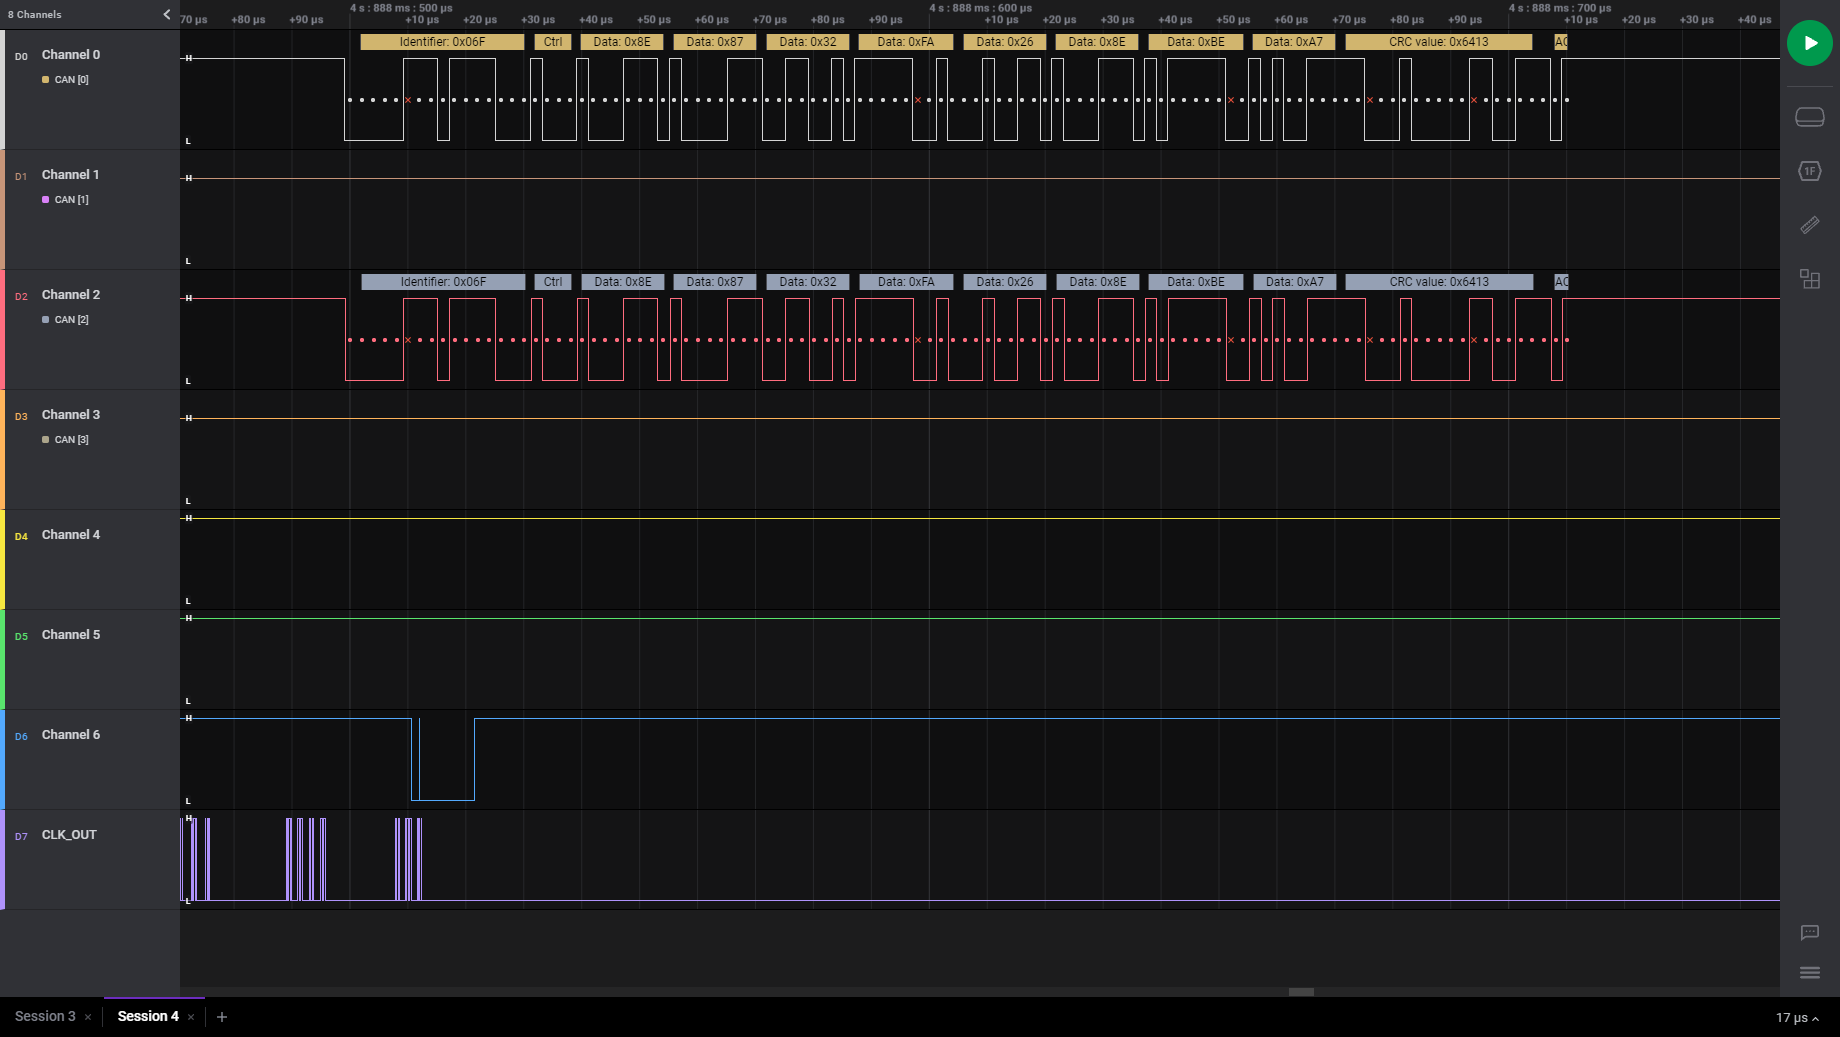 8 Channels
4 s : 888 ms : 500 µs
4 s : 888 ms : 600 µs
4 s : 888 ms : 700 µs
70 µs +80 µs +90 µs +10 µs +20 µs +30 µs +40 µs +50 µs +60 µs +70 µs +80 µs +90 µs +10 µs +20 µs +30 µs +40 µs +50 µs +60 µs +70 µs +80 µs +90 µs +10 µs +20 µs +30 µs +40 µs
D0 Channel 0
CAN [0]
H
L
Identifier: 0x06F Ctrl Data: 0x8E Data: 0x87 Data: 0x32 Data: 0xFA Data: 0x26 Data: 0x8E Data: 0xBE Data: 0xA7 CRC value: 0x6413 AC
D1 Channel 1
CAN [1]
H
L
D2 Channel 2
CAN [2]
H
L
Identifier: 0x06F Ctrl Data: 0x8E Data: 0x87 Data: 0x32 Data: 0xFA Data: 0x26 Data: 0x8E Data: 0xBE Data: 0xA7 CRC value: 0x6413 AC
D3 Channel 3
CAN [3]
H
L
D4 Channel 4
H
L
D5 Channel 5
H
L
D6 Channel 6
H
L
D7 CLK_OUT
H
L
1F
Session 3 × Session 4 × +
17 µs